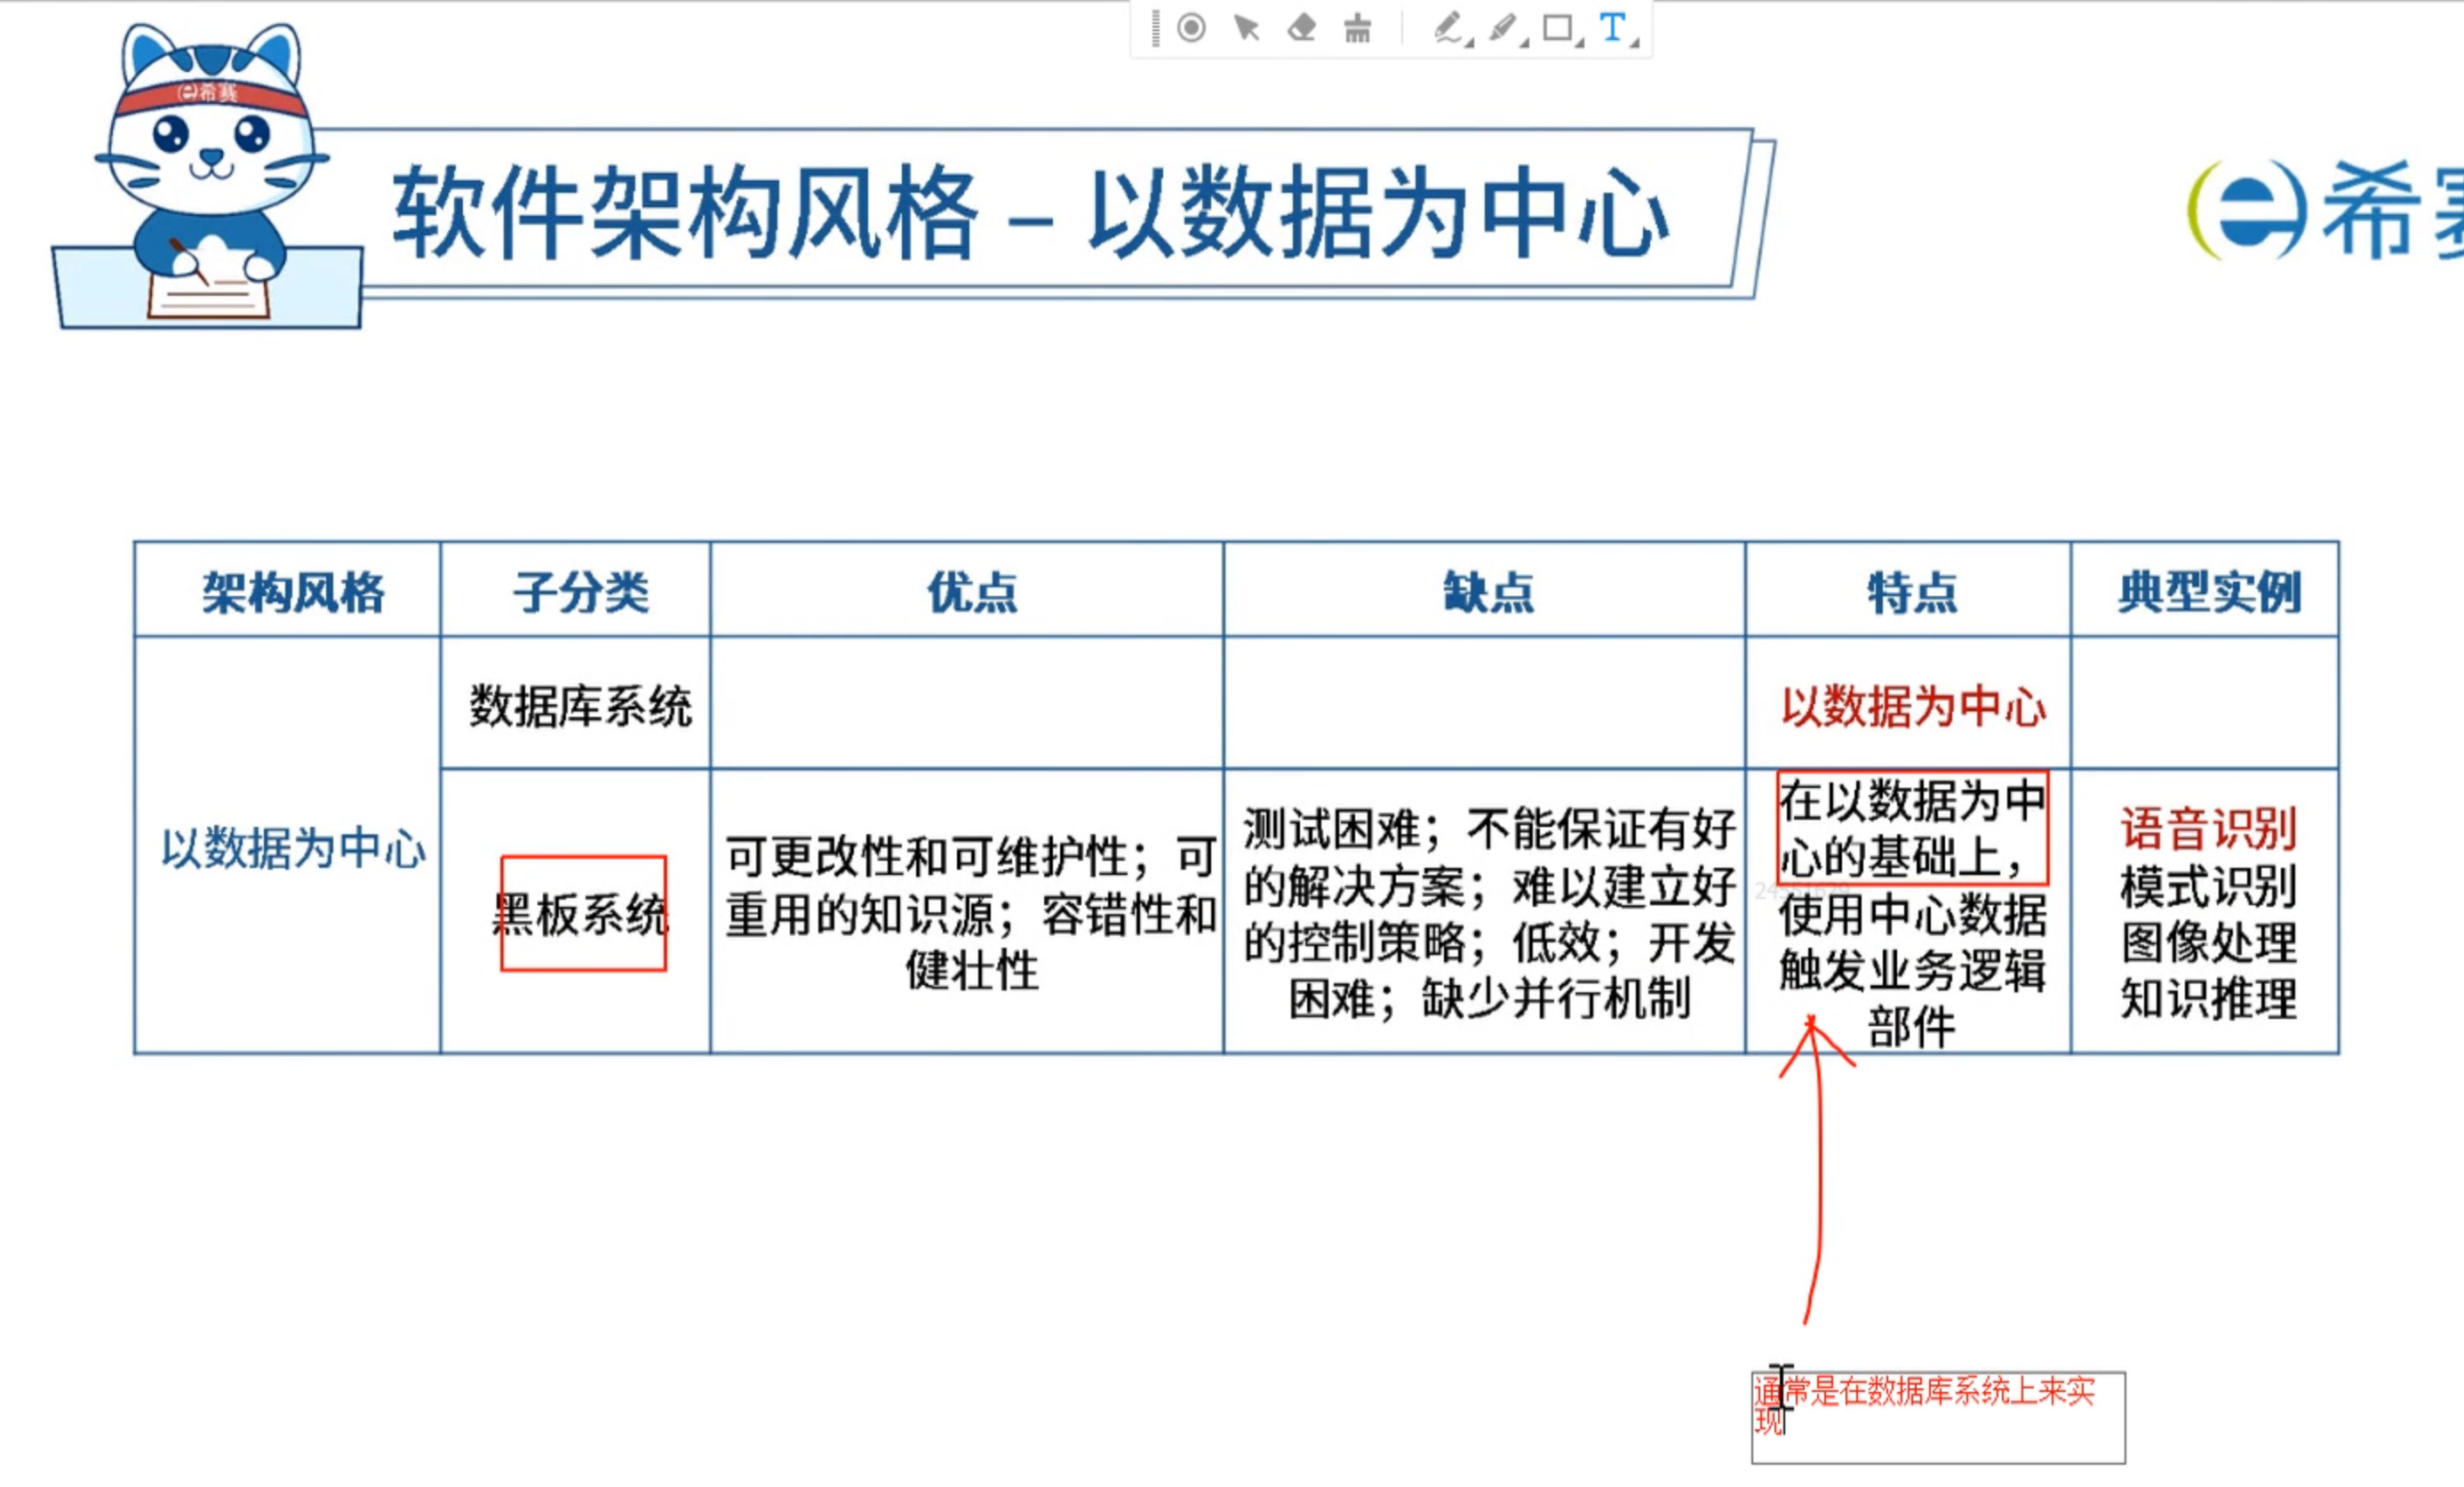 T
e希赛
软件架构风格 – 以数据为中心
e希
架构风格
子分类
优点
缺点
特点
典型实例
以数据为中心
数据库系统
以数据为中心
黑板系统
可更改性和可维护性；可
重用的知识源；容错性和
健壮性
测试困难；不能保证有好
的解决方案；难以建立好
的控制策略；低效；开发
困难；缺少并行机制
在以数据为中
心的基础上，
使用中心数据
触发业务逻辑
部件
语音识别
模式识别
图像处理
知识推理
通常是在数据库系统上来实
现